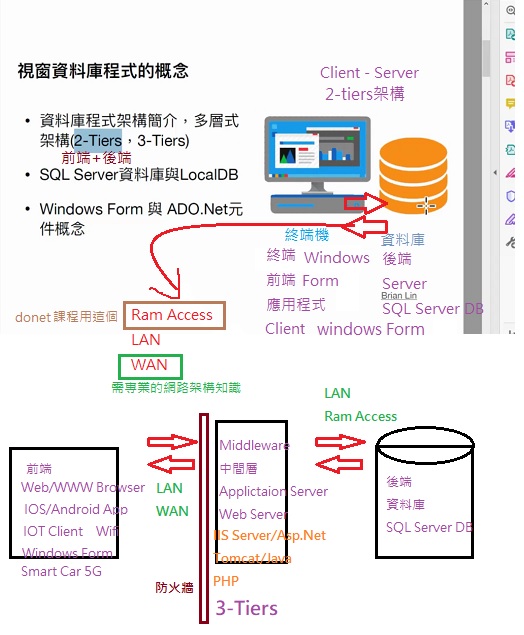 視窗資料庫程式的概念
• 資料庫程式架構簡介，多層式
架構(2-Tiers，3-Tiers)
前端+後端
• SQL Server資料庫與LocalDB
• Windows Form 與 ADO.Net元
件概念
Client - Server
2-tiers架構
終端機
終端 Windows
前端 Form
應用程式
Client windows Form
資料庫
後端
Server
Brian Lin
SQL Server DB
donet課程用這個
Ram Access
LAN
WAN
需專業的網路架構知識
前端
Web/WWW Browser
IOS/Android App
IOT Client Wifi
Windows Form
Smart Car 5G
LAN
WAN
防火牆
Middleware
中間層
Applictaion Server
Web Server
IIS Server/Asp.Net
Tomcat/Java
PHP
3-Tiers
LAN
Ram Access
後端
資料庫
SQL Server DB